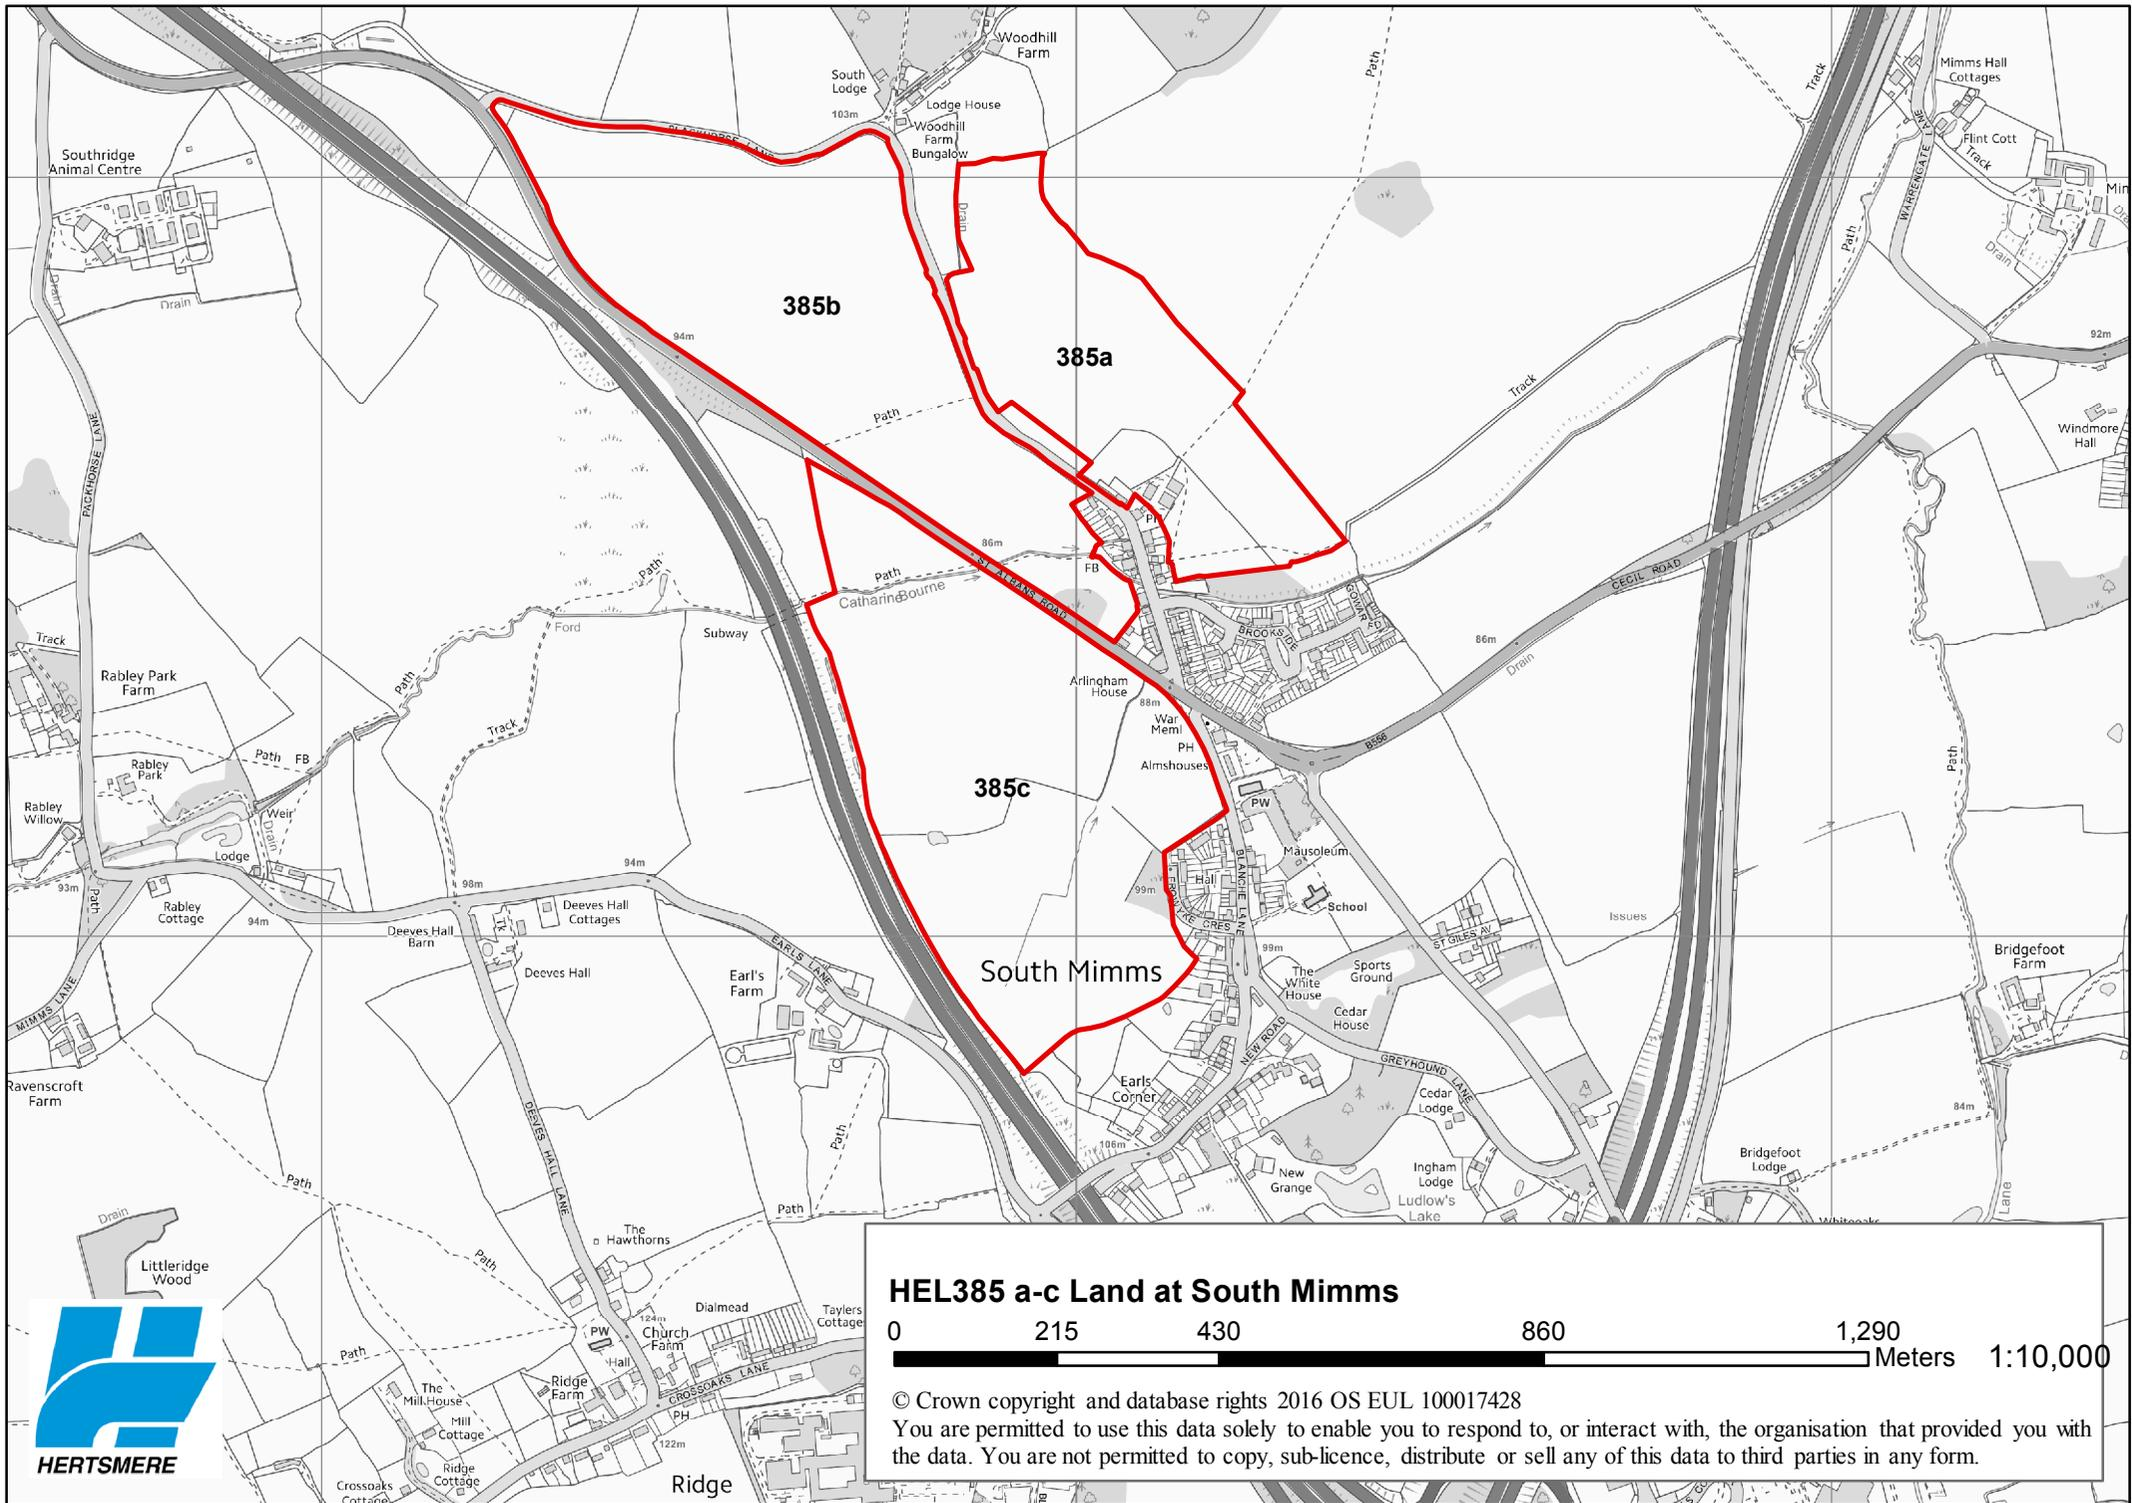 Woodhill
Farm
South
Lodge
Lodge House
103m
Woodhill
Farm
Bungalow
BLACKHORSE LANE
Path
Track
Mimms Hall
Cottages
Flint Cott
Track
WARRENGATE LANE
Path
Drain
92m
Windmore
Hall
Southridge
Animal Centre
Drain
Drain
PACKHORSE LANE
94m
385b
Drain
385a
Path
Track
PH
86m
FB
Path
Catharine Bourne
ST ALBANS ROAD
Subway
Path
Ford
Track
Rabley Park
Farm
Path
Track
Path FB
Rabley
Park
Rabley
Willow
Weir
Drain
Lodge
93m
Path
Rabley
Cottage
94m
98m
94m
Deeves Hall
Barn
Tk
Deeves Hall
Cottages
Deeves Hall
EARLS LANE
Earl's
Farm
MIMMS LANE
Ravenscroft
Farm
BROOKSIDE
CECIL ROAD
86m
Drain
B556
Arlingham
House
88m
War
Meml
PH
Almshouses
PW
385c
Mausoleum
Hall
99m
FROWYKE CRES
BLANCHE LANE
School
99m
ST GILES AV
Issues
Path
Bridgefoot
Farm
South Mimms
The
White
House
Sports
Ground
Cedar
House
NEW ROAD
GREYHOUND LANE
Cedar
Lodge
Earls
Corner
106m
New
Grange
Ingham
Lodge
Ludlow's
Lake
Bridgefoot
Lodge
84m
Lane
Whiteoaks
DEEVES HALL LANE
Path
Path
Path
Drain
Littleridge
Wood
Path
The
Hawthorns
Path
Dialmead
Taylers
Cottages
124m
PW
Church
Farm
Hall
Ridge
Farm
CROSSOAKS LANE
PH
122m
The
Mill House
Mill
Cottage
Ridge
Cottage
Crossoaks
Cottage
Ridge
HERTSMERE
HEL385 a-c Land at South Mimms
0 215 430 860 1,290
Meters 1:10,000
© Crown copyright and database rights 2016 OS EUL 100017428
You are permitted to use this data solely to enable you to respond to, or interact with, the organisation that provided you with
the data. You are not permitted to copy, sub-licence, distribute or sell any of this data to third parties in any form.